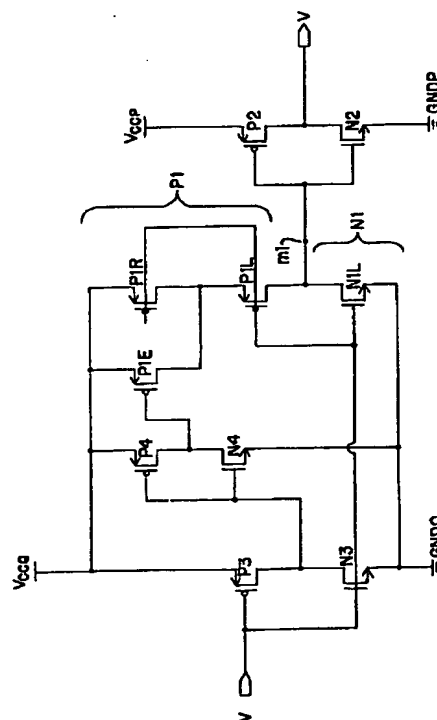 VCCQ
VCCP
P1
P1R
P1E
P4
P3
P2
P1L
V
V
N4
m1
N1
N1L
N3
N2
GNDQ
GNDP